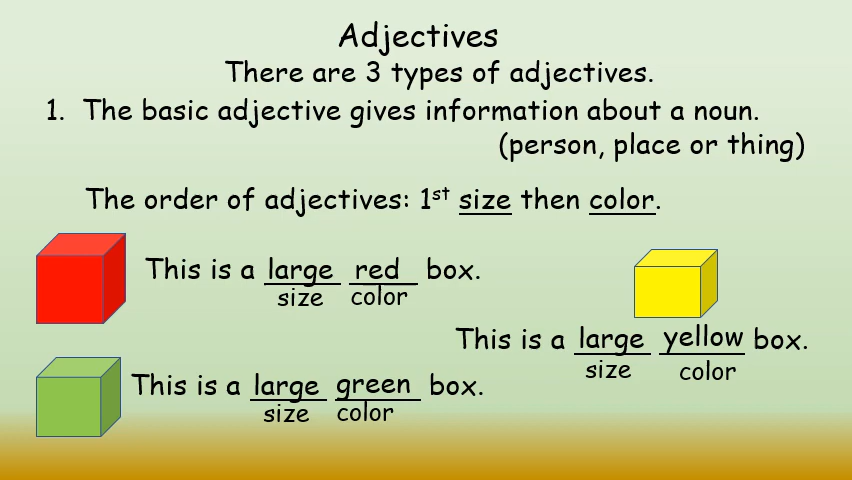 Adjectives
There are 3 types of adjectives.
1. The basic adjective gives information about a noun.
(person, place or thing)
The order of adjectives: 1st size then color.
This is a large red box.
size color
This is a large yellow box.
size color
This is a large green box.
size color